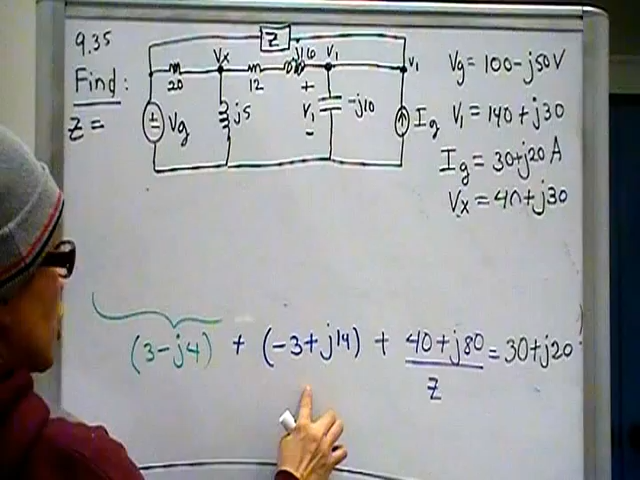 9.35
Find:
Z =
Z
Vx
j16
V1
V1
20
12
+
V1
-
-j10
j5
Vg
Ig
Vg = 100 - j50 V
V1 = 140 + j30
Ig = 30 + j20 A
Vx = 40 + j30
(3 - j4) + (-3 + j14) + 40 + j80 / Z = 30 + j20